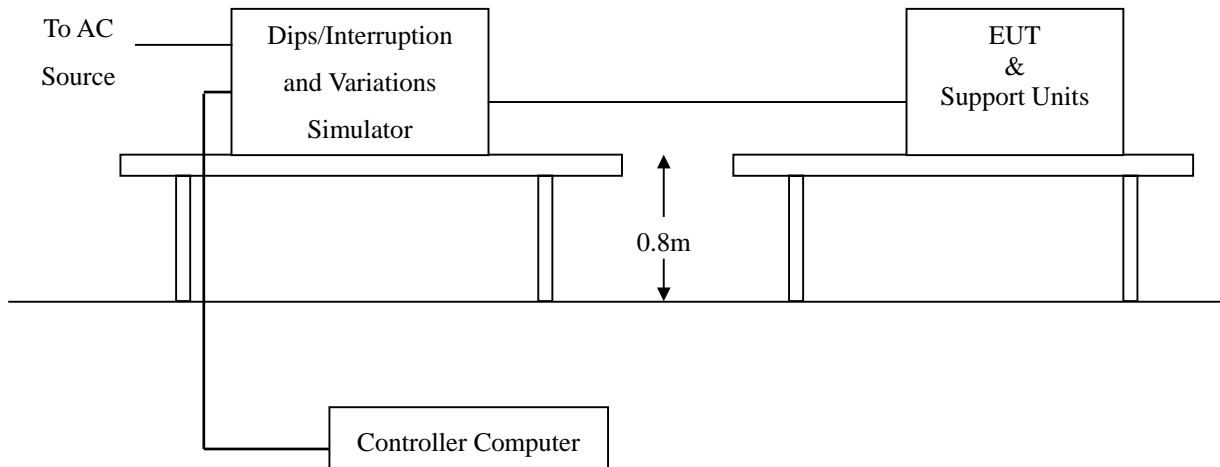 To AC
Source
Dips/Interruption
and Variations
Simulator
EUT
&
Support Units
0.8m
Controller Computer